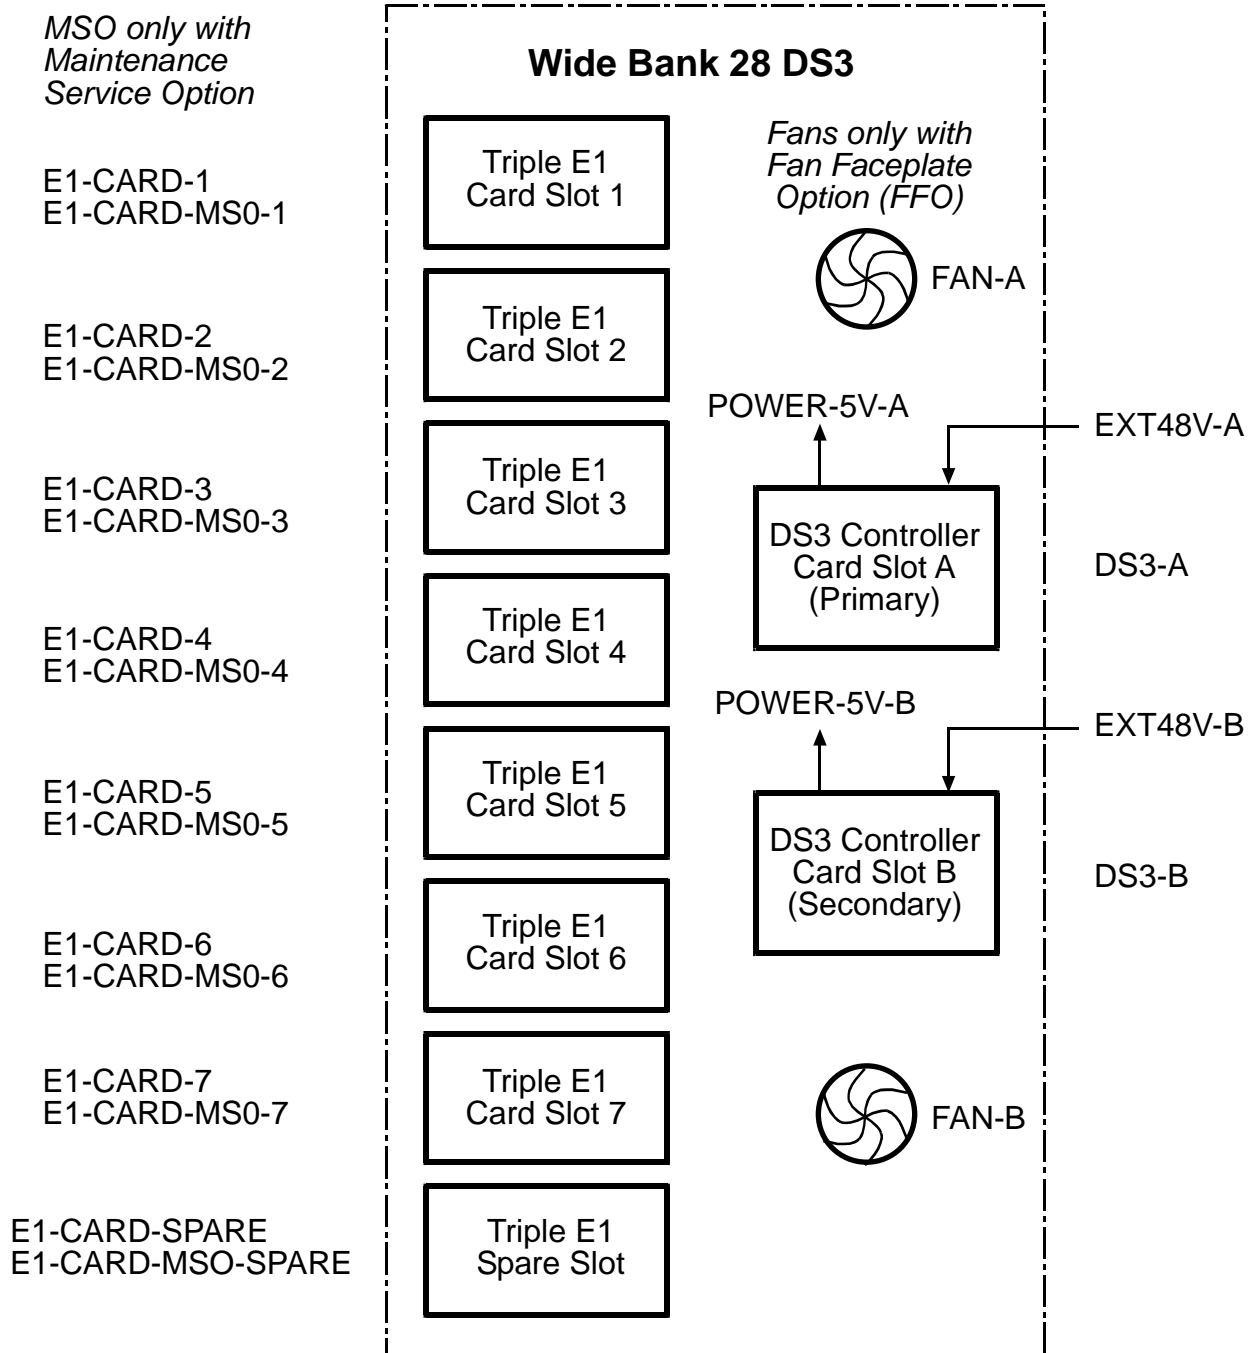 MSO only with
Maintenance
Service Option
Wide Bank 28 DS3
Fans only with
Fan Faceplate
Option (FFO)
E1-CARD-1
E1-CARD-MS0-1
Triple E1
Card Slot 1
FAN-A
E1-CARD-2
E1-CARD-MS0-2
Triple E1
Card Slot 2
POWER-5V-A
EXT48V-A
E1-CARD-3
E1-CARD-MS0-3
Triple E1
Card Slot 3
DS3 Controller
Card Slot A
(Primary)
DS3-A
E1-CARD-4
E1-CARD-MS0-4
Triple E1
Card Slot 4
POWER-5V-B
EXT48V-B
E1-CARD-5
E1-CARD-MS0-5
Triple E1
Card Slot 5
DS3 Controller
Card Slot B
(Secondary)
DS3-B
E1-CARD-6
E1-CARD-MS0-6
Triple E1
Card Slot 6
E1-CARD-7
E1-CARD-MS0-7
Triple E1
Card Slot 7
FAN-B
E1-CARD-SPARE
E1-CARD-MSO-SPARE
Triple E1
Spare Slot